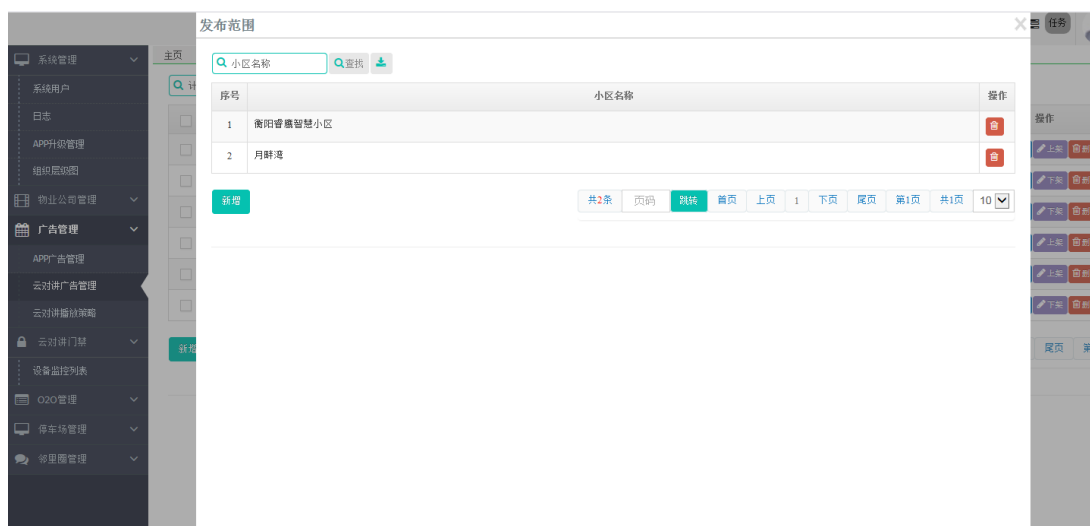 发布范围
任务
系统管理
主页
小区名称
查找
系统用户
序号
小区名称
操作
日志
1
衡阳睿霸智慧小区
操作
APP升级管理
2
月畔湾
上架
组织层级图
下架
物业公司管理
新增
共2条
页码
跳转
首页
上页
1
下页
尾页
第1页
共1页
10
下架
广告管理
上架
APP广告管理
下架
云对讲广告管理
下架
云对讲播放策略
云对讲门禁
新增
尾页
设备监控列表
O2O管理
停车场管理
邻里圈管理